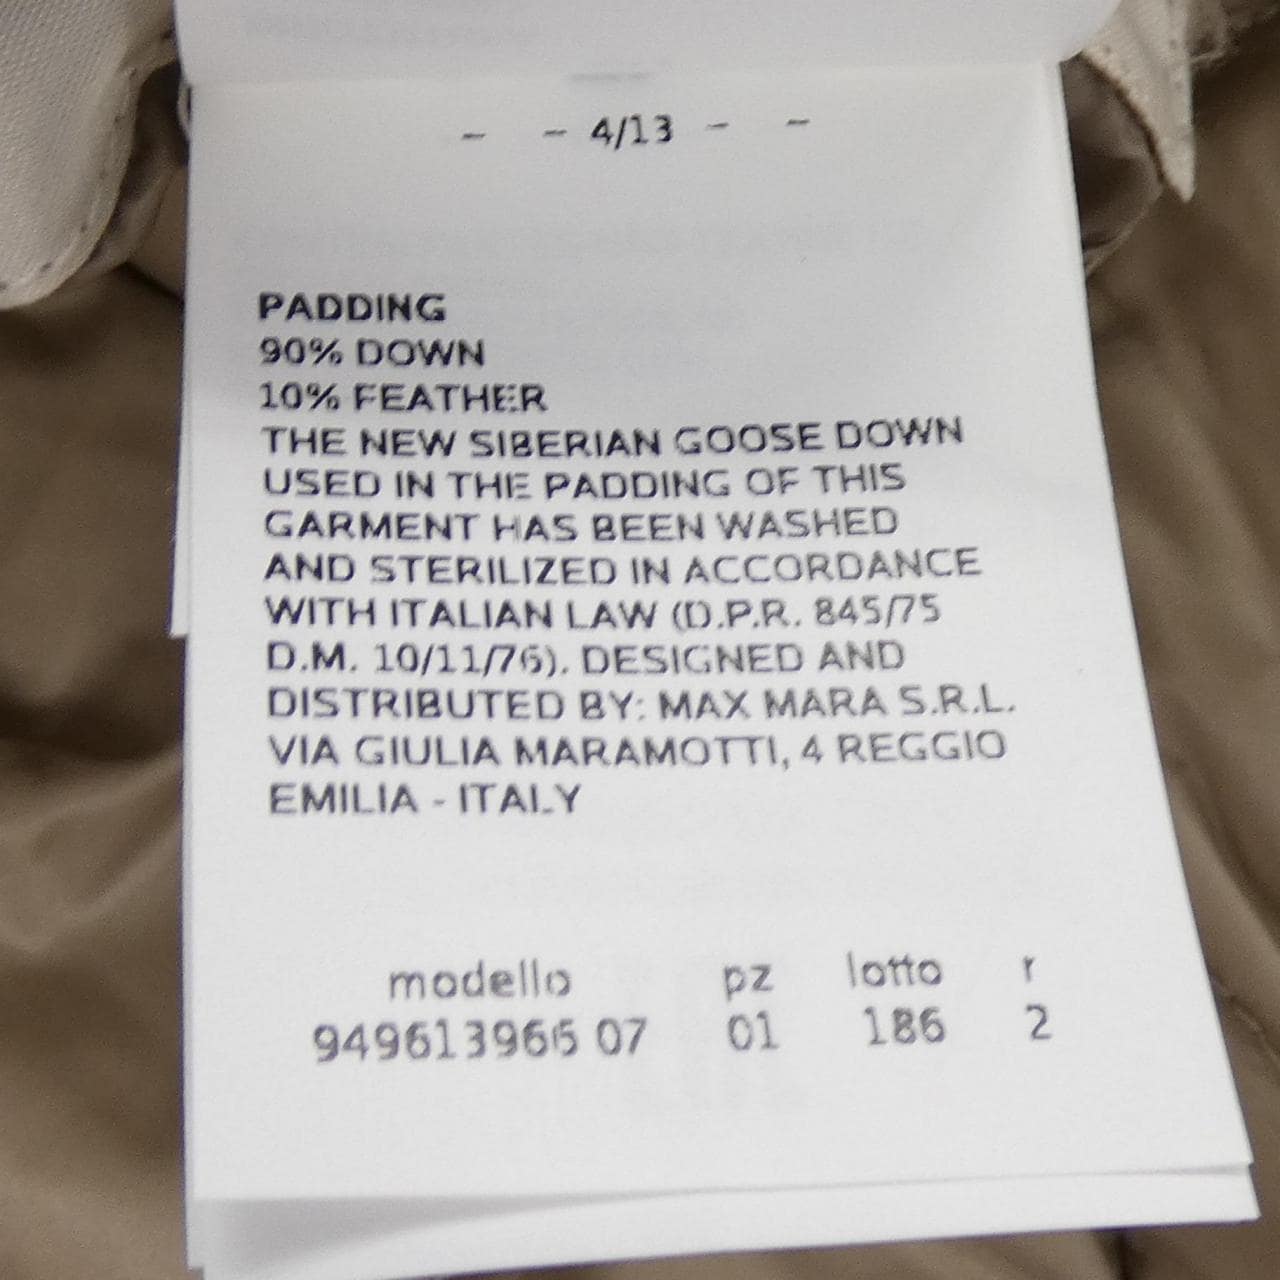 - - 4/13 - -
PADDING
90% DOWN
10% FEATHER
THE NEW SIBERIAN GOOSE DOWN
USED IN THE PADDING OF THIS
GARMENT HAS BEEN WASHED
AND STERILIZED IN ACCORDANCE
WITH ITALIAN LAW (D.P.R. 845/75
D.M. 10/11/76). DESIGNED AND
DISTRIBUTED BY: MAX MARA S.R.L.
VIA GIULIA MARAMOTTI, 4 REGGIO
EMILIA - ITALY
modello pz lotto r
949613966 07 01 186 2